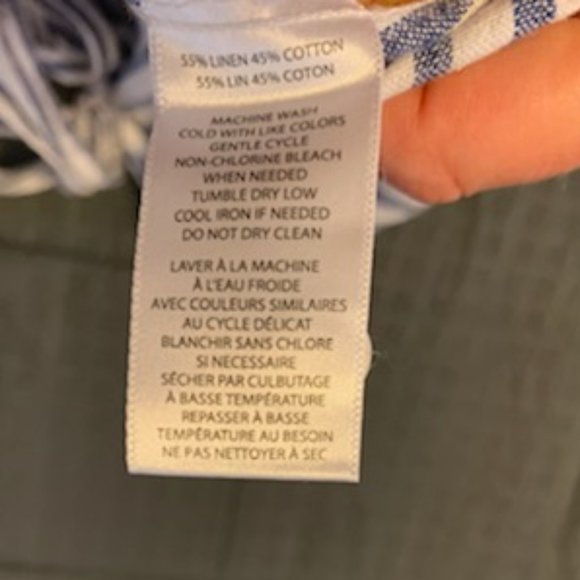 55% LINEN 45% COTTON
55% LIN 45% COTON
MACHINE WASH
COLD WITH LIKE COLORS
GENTLE CYCLE
NON-CHLORINE BLEACH
WHEN NEEDED
TUMBLE DRY LOW
COOL IRON IF NEEDED
DO NOT DRY CLEAN
LAVER À LA MACHINE
À L'EAU FROIDE
AVEC COULEURS SIMILAIRES
AU CYCLE DÉLICAT
BLANCHIR SANS CHLORE
SI NECESSAIRE
SÉCHER PAR CULBUTAGE
À BASSE TEMPÉRATURE
REPASSER À BASSE
TEMPÉRATURE AU BESOIN
NE PAS NETTOYER À SEC